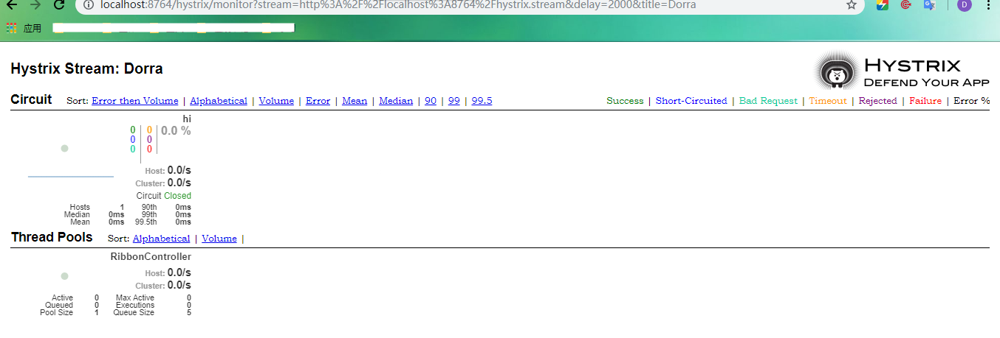 localhost:8764/hystrix/monitor?stream=http%3A%2F%2Flocalhost%3A8764%2Fhystrix.stream&delay=2000&title=Dorra
D
应用
Hystrix Stream: Dorra
HYSTRIX
DEFEND YOUR APP
Circuit Sort: Error then Volume | Alphabetical | Volume | Error | Mean | Median | 90 | 99 | 99.5 Success | Short-Circuited | Bad Request | Timeout | Rejected | Failure | Error %
hi
0 0 0.0 %
0 0
0 0
Host: 0.0/s
Cluster: 0.0/s
Circuit Closed
Hosts 1 90th 0ms
Median 0ms 99th 0ms
Mean 0ms 99.5th 0ms
Thread Pools Sort: Alphabetical | Volume |
RibbonController
Host: 0.0/s
Cluster: 0.0/s
Active 0 Max Active 0
Queued 0 Executions 0
Pool Size 1 Queue Size 5